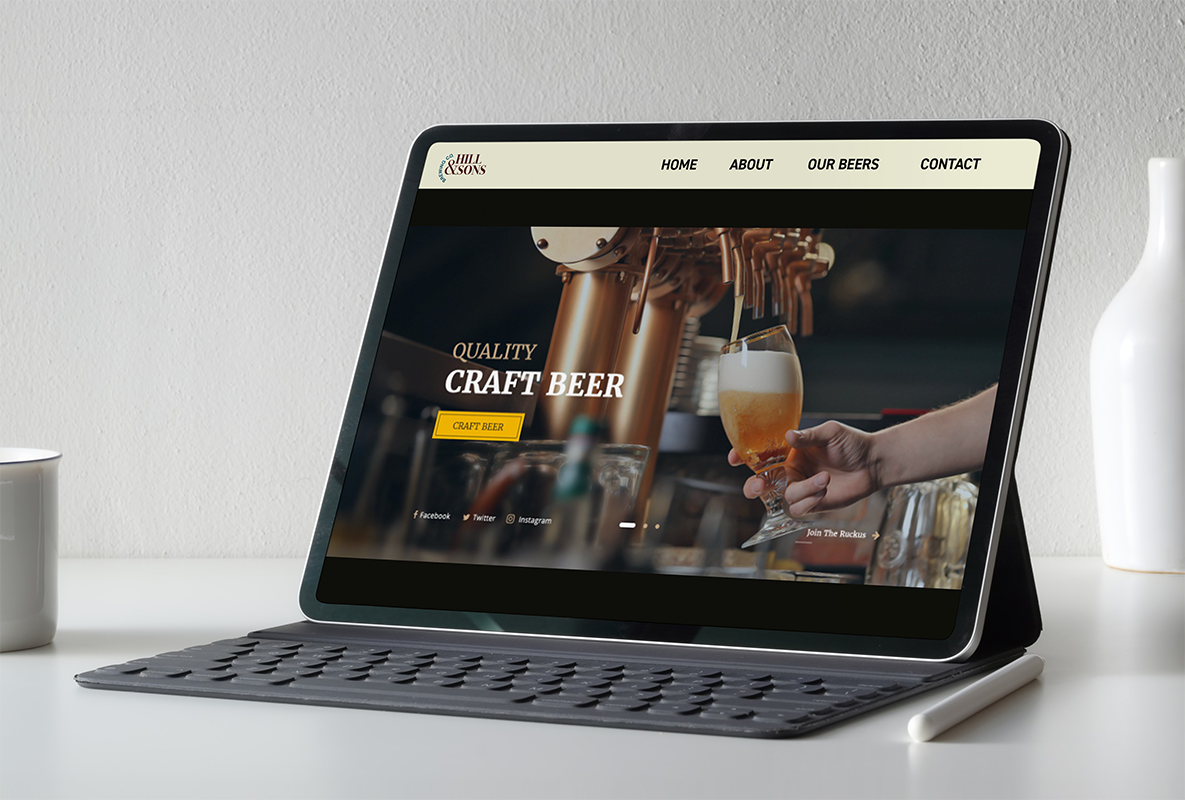 BREWING CO
HILL
&SONS
HOME
ABOUT
OUR BEERS
CONTACT
QUALITY
CRAFT BEER
CRAFT BEER
Facebook
Twitter
Instagram
Join The Ruckus